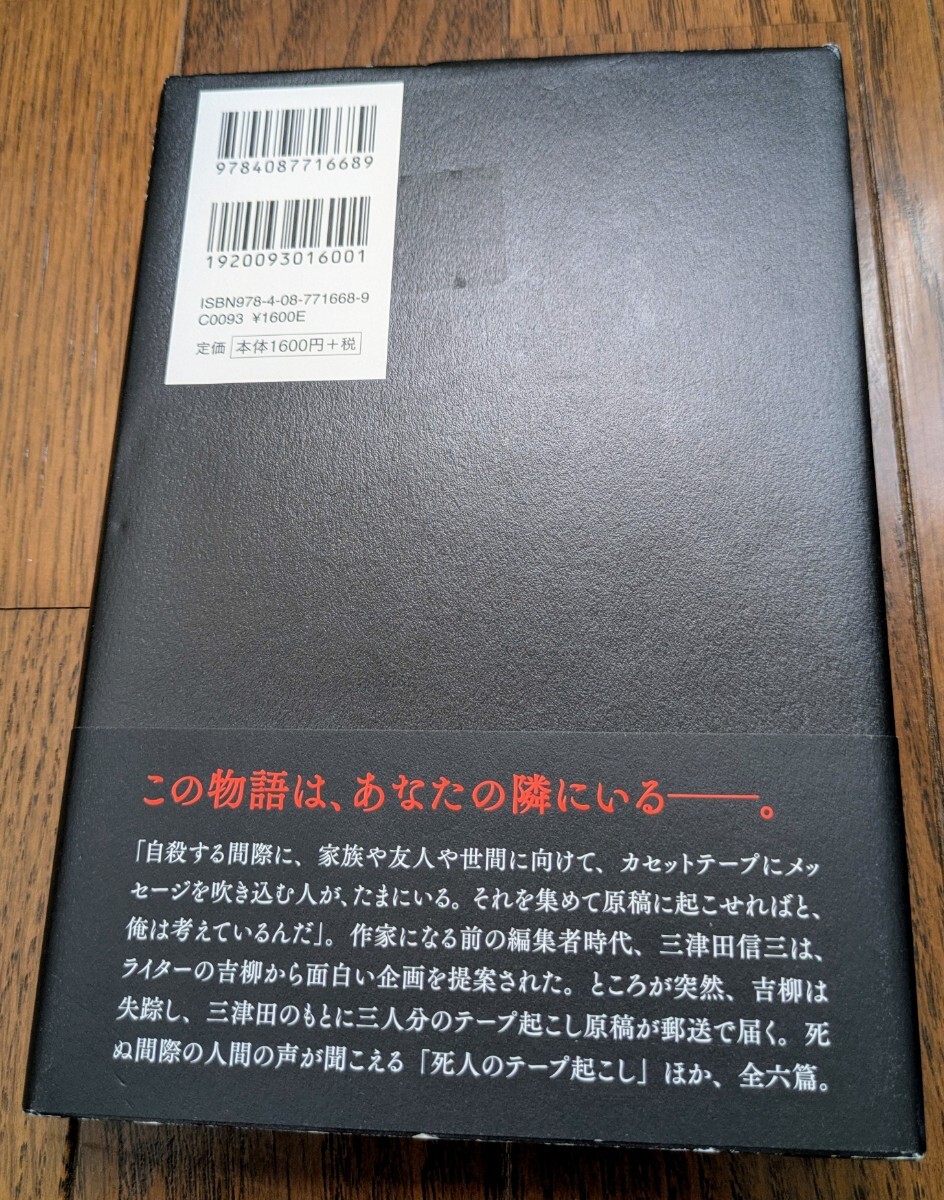 9784087716689
1920093016001
ISBN978-4-08-771668-9
C0093 ¥1600E
定価 本体1600円+税
この物語は、あなたの隣にいる――。
「自殺する間際に、家族や友人や世間に向けて、カセットテープにメッ
セージを吹き込む人が、たまにいる。それを集めて原稿に起こせればと、
俺は考えているんだ」。作家になる前の編集者時代、三津田信三は、
ライターの吉柳から面白い企画を提案された。ところが突然、吉柳は
失踪し、三津田のもとに三人分のテープ起こし原稿が郵送で届く。死
ぬ間際の人間の声が聞こえる「死人のテープ起こし」ほか、全六篇。